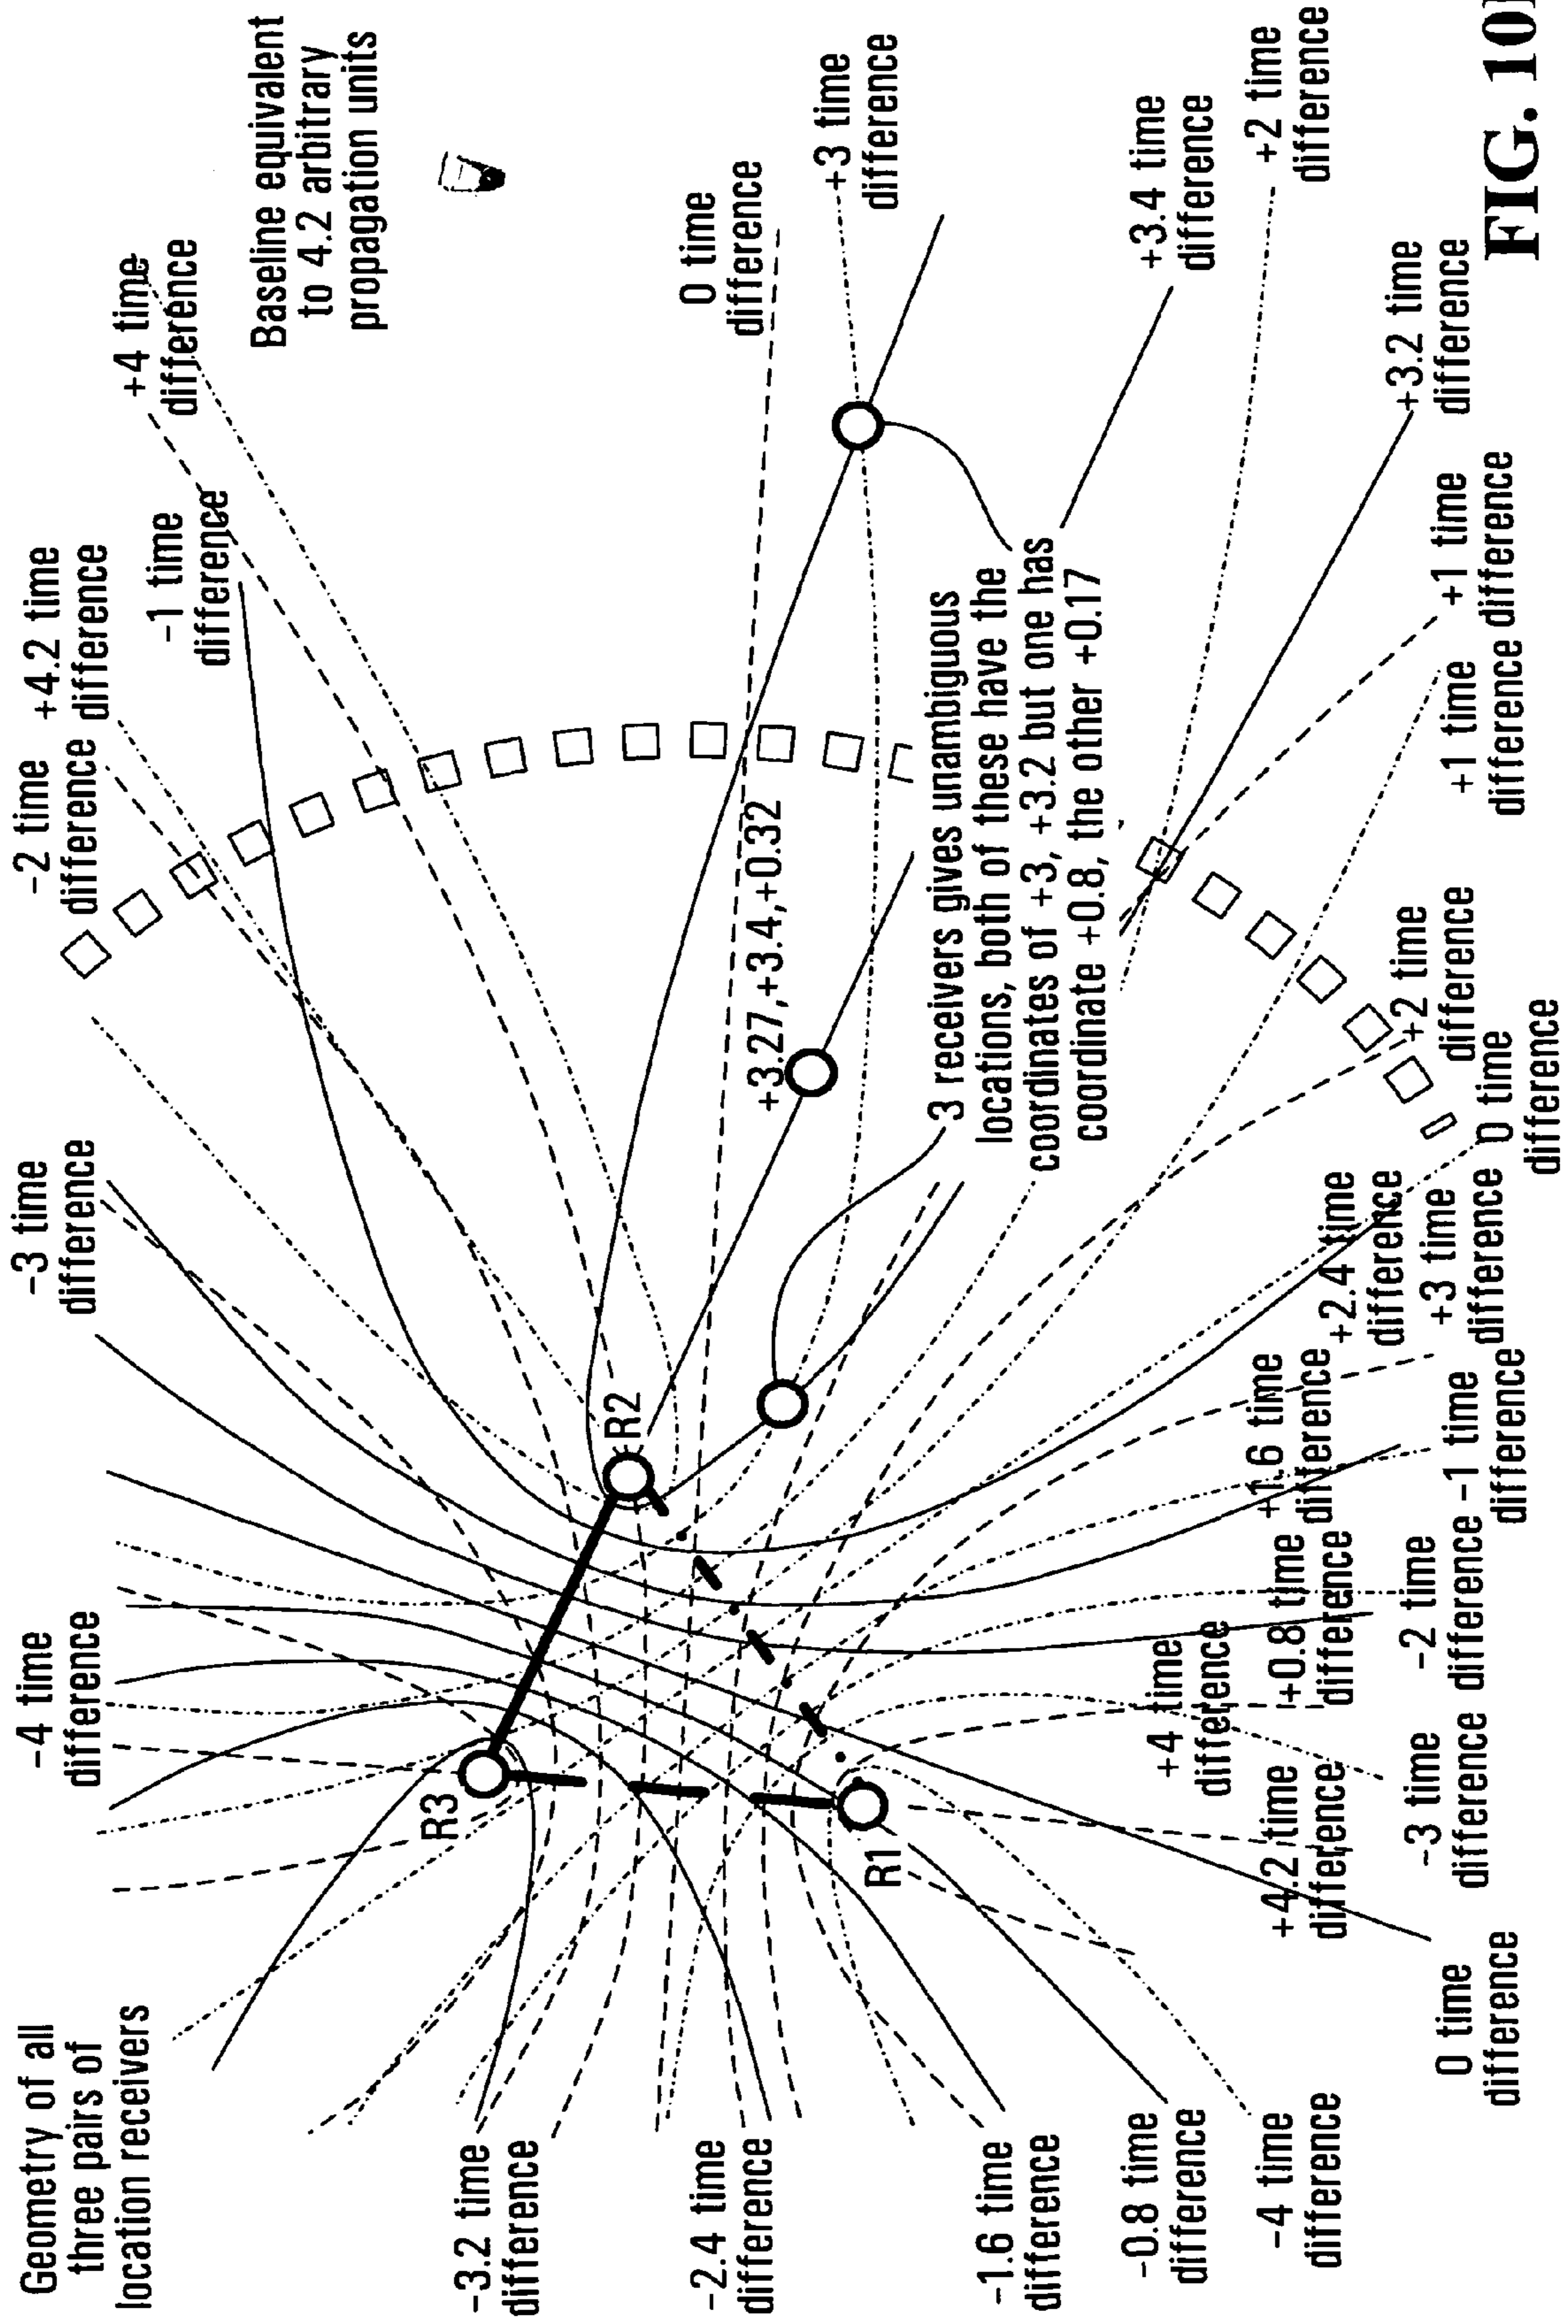 Geometry of all
three pairs of
location receivers
-4 time
difference
-3 time
difference
-2 time
difference
+4.2 time
difference
-1 time
difference
+4 time
difference
Baseline equivalent
to 4.2 arbitrary
propagation units
R3
R2
R1
-3.2 time
difference
-2.4 time
difference
-1.6 time
difference
-0.8 time
difference
-4 time
difference
0 time
difference
0 time
difference
+3 time
difference
+3.4 time
difference
+2 time
difference
+3.2 time
difference
+3.27,+3.4,+0.32
3 receivers gives unambiguous
locations, both of these have the
coordinates of +3, +3.2 but one has
coordinate +0.8, the other +0.17
+4 time
difference
+4.2 time
difference
+0.8 time
difference
+1.6 time
difference
+2.4 time
difference
-3 time
difference
-2 time
difference
-1 time
difference
+3 time
difference
0 time
difference
+2 time
difference
+1 time
difference
+1 time
difference
FIG. 10